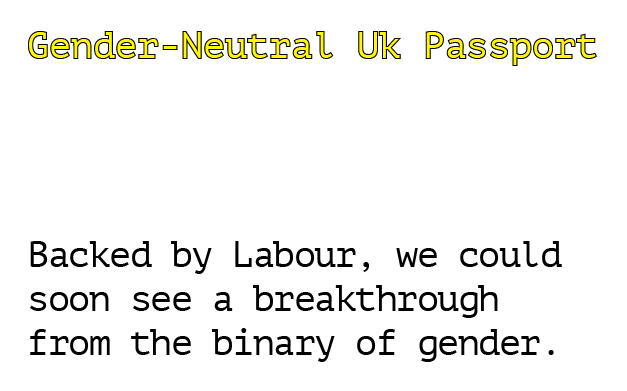 Gender-Neutral Uk Passport
Backed by Labour, we could
soon see a breakthrough
from the binary of gender.